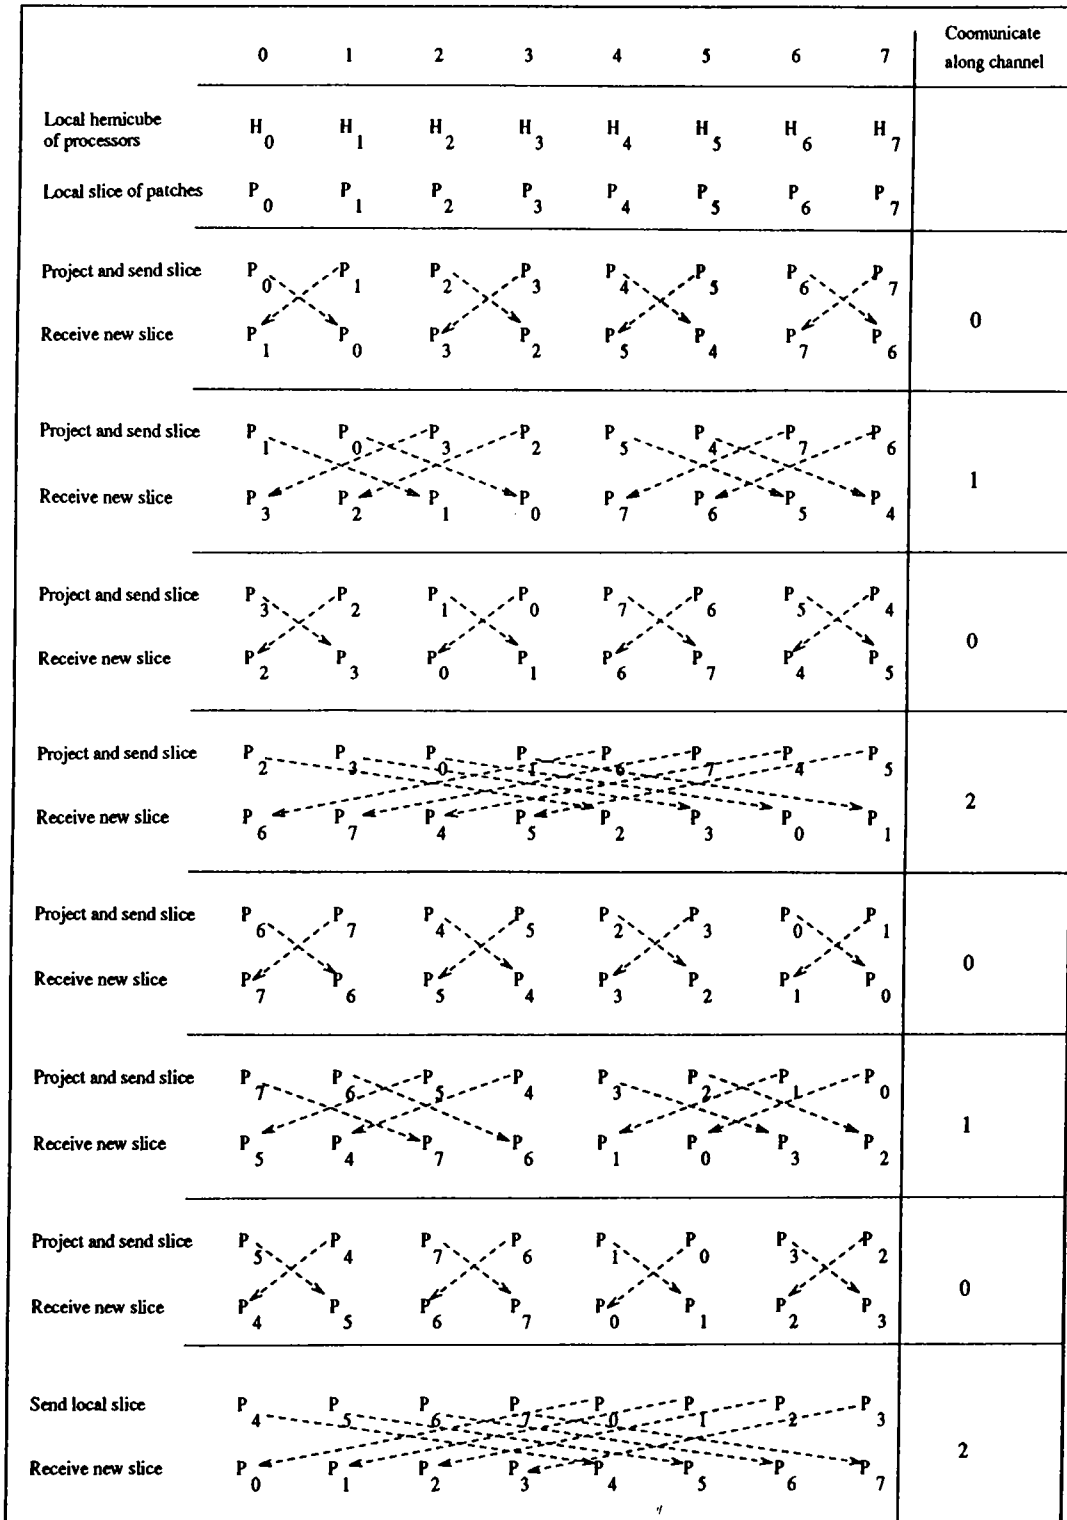 Coomunicate
0 1 2 3 4 5 6 7 along channel
Local hemicube
of processors H0 H1 H2 H3 H4 H5 H6 H7
Local slice of patches P0 P1 P2 P3 P4 P5 P6 P7
Project and send slice P0 P1 P2 P3 P4 P5 P6 P7
0
Receive new slice P1 P0 P3 P2 P5 P4 P7 P6
Project and send slice P1 P0 P3 P2 P5 P4 P7 P6
1
Receive new slice P3 P2 P1 P0 P7 P6 P5 P4
Project and send slice P3 P2 P1 P0 P7 P6 P5 P4
0
Receive new slice P2 P3 P0 P1 P6 P7 P4 P5
Project and send slice P2 P3 P0 P1 P6 P7 P4 P5
2
Receive new slice P6 P7 P4 P5 P2 P3 P0 P1
Project and send slice P6 P7 P4 P5 P2 P3 P0 P1
0
Receive new slice P7 P6 P5 P4 P3 P2 P1 P0
Project and send slice P7 P6 P5 P4 P3 P2 P1 P0
1
Receive new slice P5 P4 P7 P6 P1 P0 P3 P2
Project and send slice P5 P4 P7 P6 P1 P0 P3 P2
0
Receive new slice P4 P5 P6 P7 P0 P1 P2 P3
Send local slice P4 P5 P6 P7 P0 P1 P2 P3
2
Receive new slice P0 P1 P2 P3 P4 P5 P6 P7